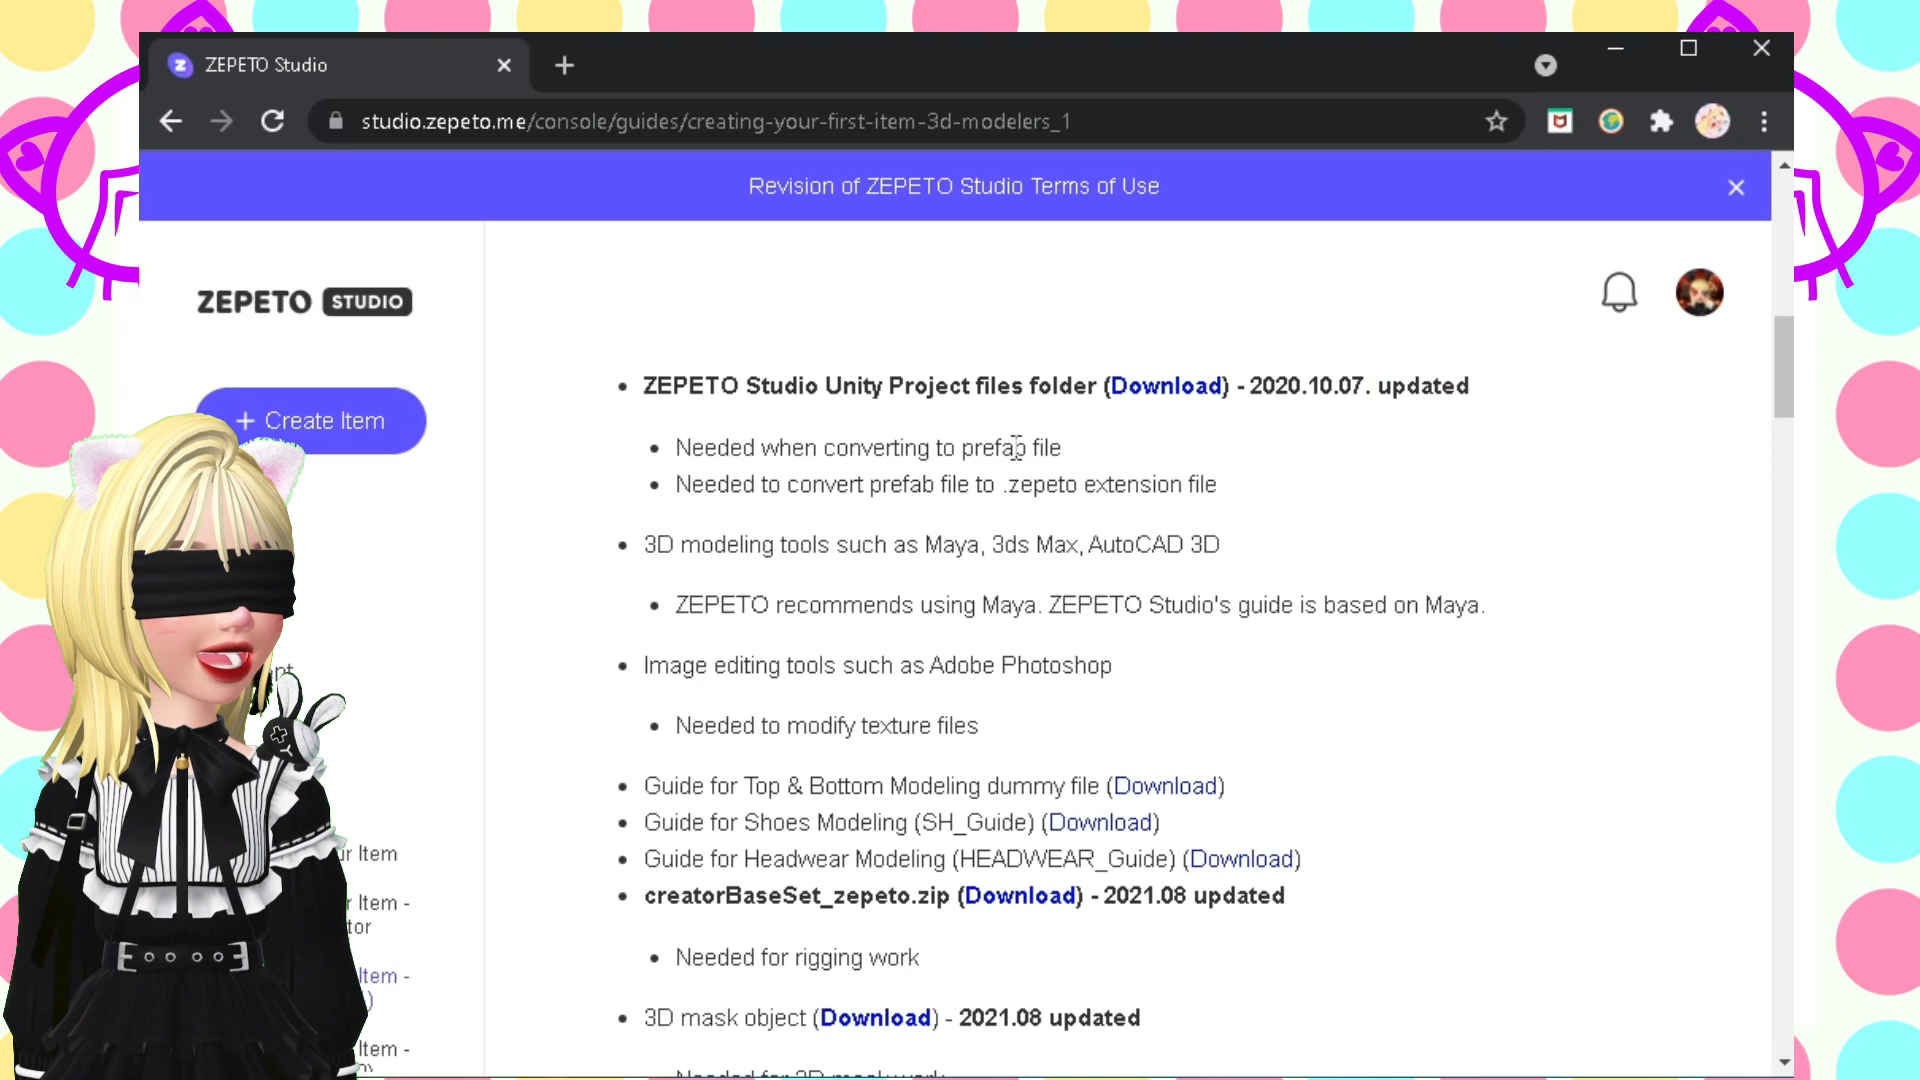 ZEPETO Studio
studio.zepeto.me/console/guides/creating-your-first-item-3d-modelers_1
Revision of ZEPETO Studio Terms of Use
ZEPETO STUDIO
+ Create Item
ur Item
r Item -
tor
Item -
Item -
• ZEPETO Studio Unity Project files folder (Download) - 2020.10.07. updated
• Needed when converting to prefab file
• Needed to convert prefab file to .zepeto extension file
• 3D modeling tools such as Maya, 3ds Max, AutoCAD 3D
• ZEPETO recommends using Maya. ZEPETO Studio's guide is based on Maya.
• Image editing tools such as Adobe Photoshop
• Needed to modify texture files
• Guide for Top & Bottom Modeling dummy file (Download)
• Guide for Shoes Modeling (SH_Guide) (Download)
• Guide for Headwear Modeling (HEADWEAR_Guide) (Download)
• creatorBaseSet_zepeto.zip (Download) - 2021.08 updated
• Needed for rigging work
• 3D mask object (Download) - 2021.08 updated